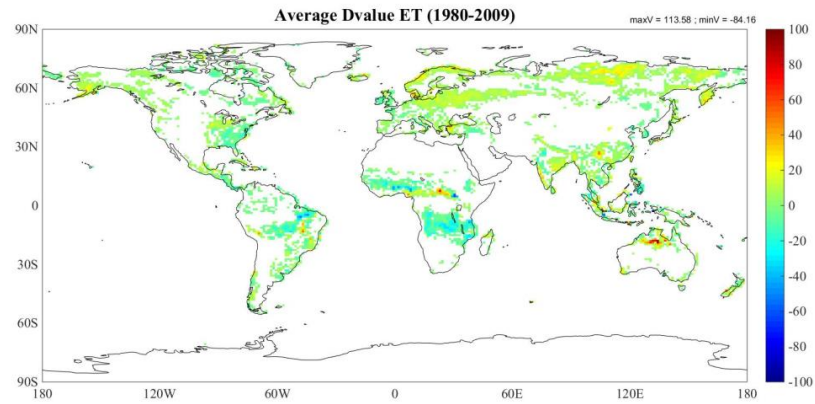 Average Dvalue ET (1980-2009)
maxV = 113.58 ; minV = -84.16
90N
60N
30N
0
30S
60S
90S
180
120W
60W
0
60E
120E
180
100
80
60
40
20
0
-20
-40
-60
-80
-100